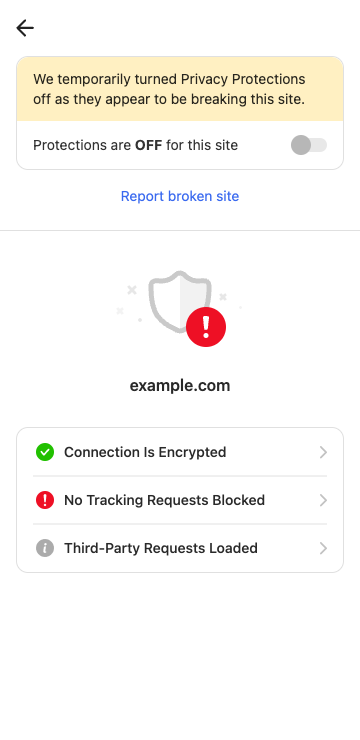 We temporarily turned Privacy Protections
off as they appear to be breaking this site.
Protections are OFF for this site
Report broken site
example.com
Connection Is Encrypted
No Tracking Requests Blocked
Third-Party Requests Loaded